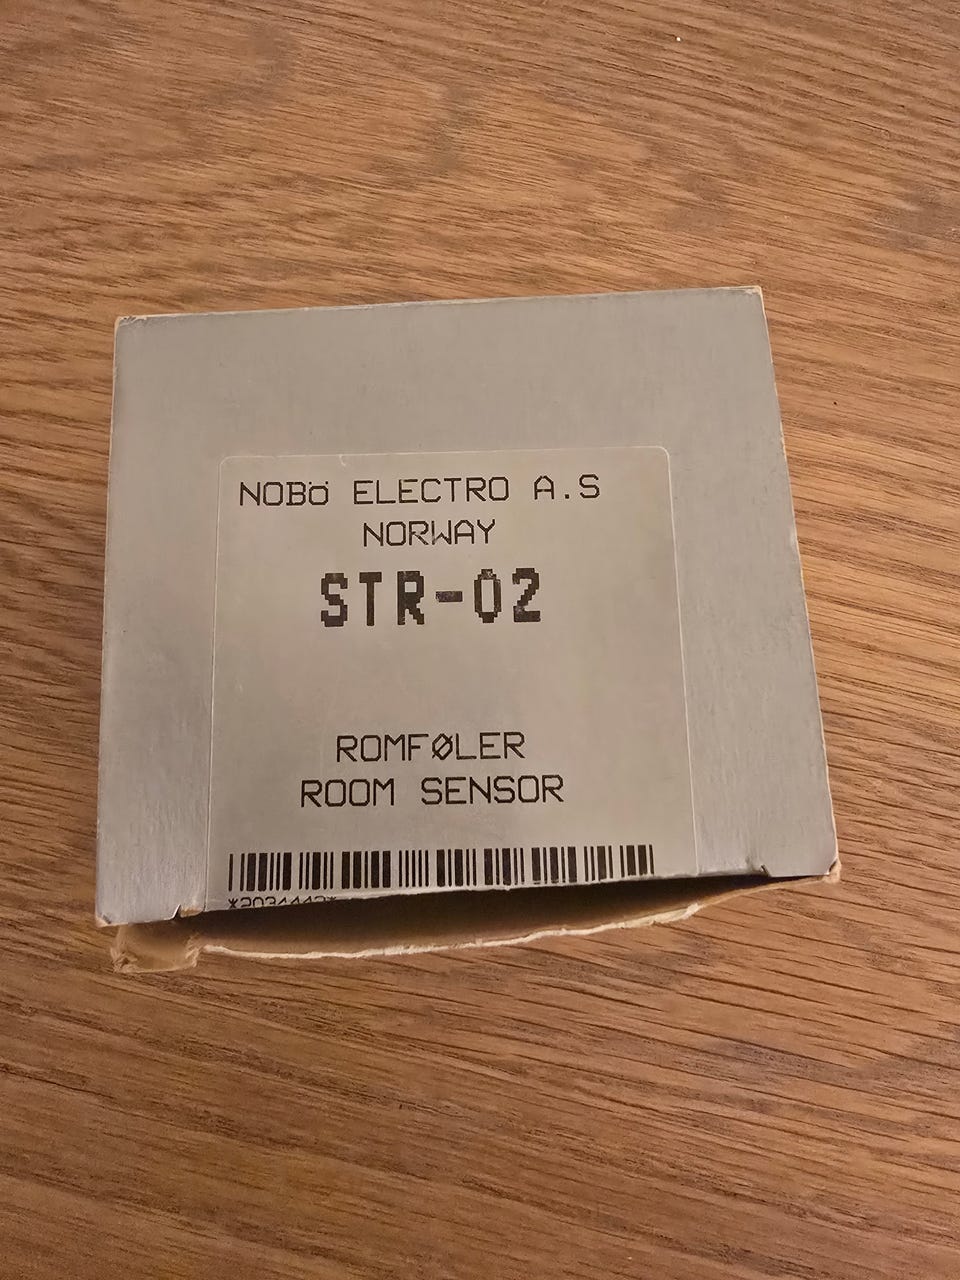 NOBö ELECTRO A.S
NORWAY
STR-02
ROMFØLER
ROOM SENSOR